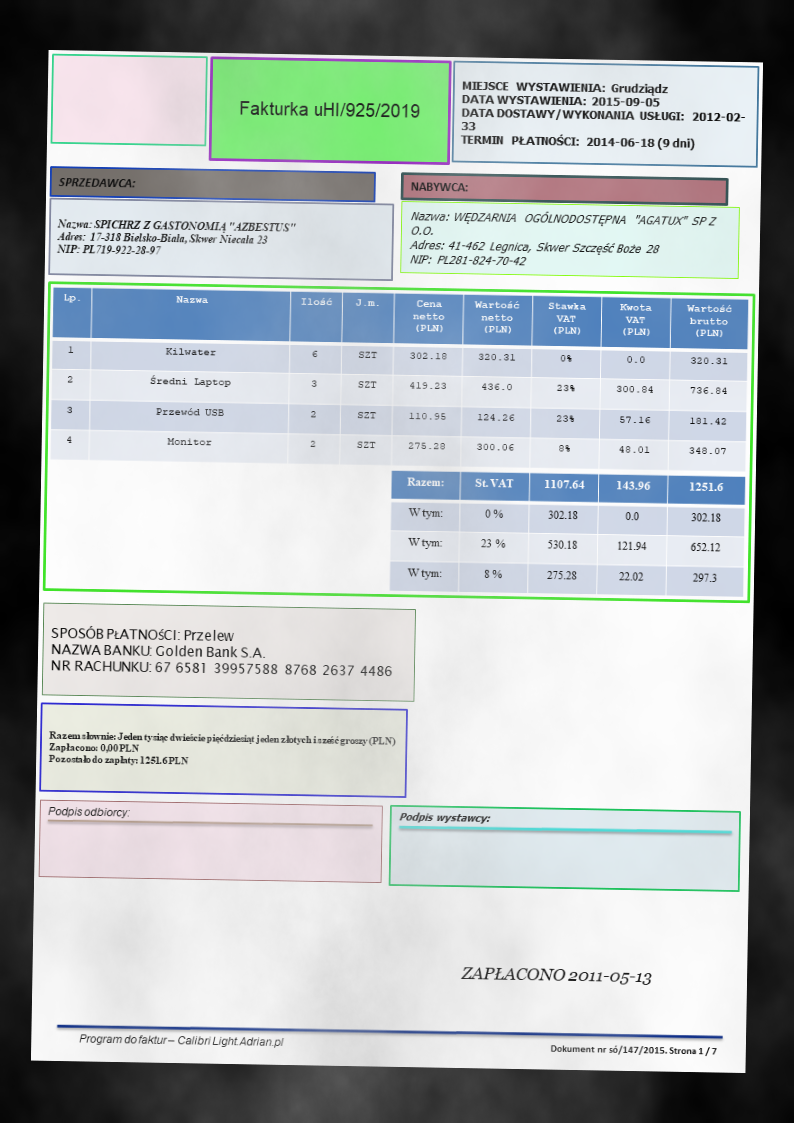 Fakturka uHI/925/2019
MIEJSCE WYSTAWIENIA: Grudziądz
DATA WYSTAWIENIA: 2015-09-05
DATA DOSTAWY/WYKONANIA USŁUGI: 2012-02-
33
TERMIN PŁATNOŚCI: 2014-06-18 (9 dni)
SPRZEDAWCA:
Nazwa: SPICHRZ Z GASTONOMIĄ "AZBESTUS"
Adres: 17-318 Bielsko-Biała, Skwer Niecała 23
NIP: PL719-922-28-97
NABYWCA:
Nazwa: WĘDZARNIA OGÓLNODOSTĘPNA "AGATUX" SP Z
O.O.
Adres: 41-462 Legnica, Skwer Szczęść Boże 28
NIP: PL281-824-70-42
Lp. Nazwa Ilość J.m. Cena netto (PLN) Wartość netto (PLN) Stawka VAT (PLN) Kwota VAT (PLN) Wartość brutto (PLN)
1 Kilwater 6 SZT 302.18 320.31 0% 0.0 320.31
2 Średni Laptop 3 SZT 419.23 436.0 23% 300.84 736.84
3 Przewód USB 2 SZT 110.95 124.26 23% 57.16 181.42
4 Monitor 2 SZT 275.28 300.06 8% 48.01 348.07
Razem: St. VAT 1107.64 143.96 1251.6
W tym: 0 % 302.18 0.0 302.18
W tym: 23 % 530.18 121.94 652.12
W tym: 8 % 275.28 22.02 297.3
SPOSÓB PŁATNOŚCI: Przelew
NAZWA BANKU: Golden Bank S.A.
NR RACHUNKU: 67 6581 39957588 8768 2637 4486
Razem słownie: Jeden tysiąc dwieście pięćdziesiąt jeden złotych i sześć groszy (PLN)
Zapłacono: 0,00 PLN
Pozostało do zapłaty: 1251.6 PLN
Podpis odbiorcy:
Podpis wystawcy:
ZAPŁACONO 2011-05-13
Program do faktur – Calibri Light.Adrian.pl
Dokument nr só/147/2015. Strona 1 / 7